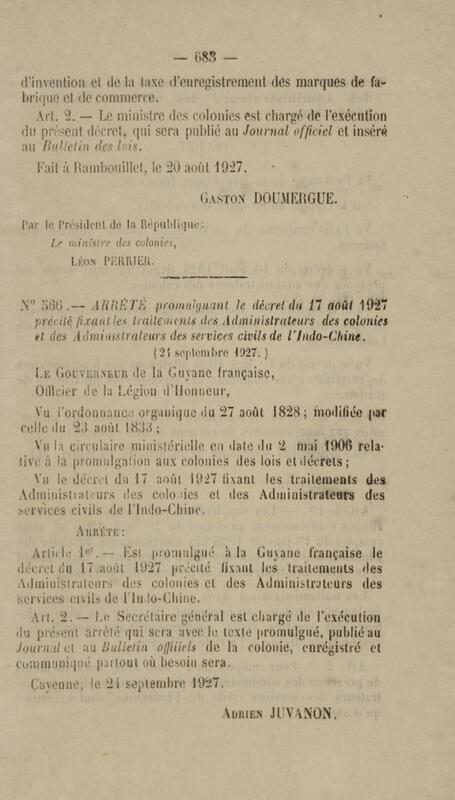 — 683 —
d'invention et de la taxe d'enregistrement des marques de fa-
brique et de commerce.
Art. 2. — Le ministre des colonies est chargé de l'exécution
du présent décret, qui sera publié au Journal officiel et inséré
au Bulletin des lois.
Fait à Rambouillet, le 20 août 1927.
Gaston DOUMERGUE.
Par le Président de la République:
Le ministre des colonies,
Léon PERRIER.
N° 566.— ARRÊTÉ promulguant le décret du 17 août 1927
précité fixant les traitements des Administrateurs des colonies
et des Administrateurs des services civils de l'Indo-Chine.
(21 septembre 1927.)
Le Gouverneur de la Guyane française,
Officier de la Légion d'Honneur,
Vu l'ordonnance organique du 27 août 1828; modifiée par
celle du 23 août 1833;
Vu la circulaire ministérielle en date du 2 mai 1906 rela-
tive à la promulgation aux colonies des lois et décrets;
Vu le décret du 17 août 1927 fixant les traitements des
Administrateurs des colonies et des Administrateurs des
services civils de l'Indo-Chine.
Arrête:
Article 1er.— Est promulgué à la Guyane française le
décret du 17 août 1927 précité fixant les traitements des
Administrateurs des colonies et des Administrateurs des
services civils de l'Indo-Chine.
Art. 2. — Le Secrétaire général est chargé de l'exécution
du présent arrêté qui sera avec le texte promulgué, publié au
Journal et au Bulletin offiiels de la colonie, enrégistré et
communiqué partout où besoin sera.
Cayenne, le 21 septembre 1927.
Adrien JUVANON.